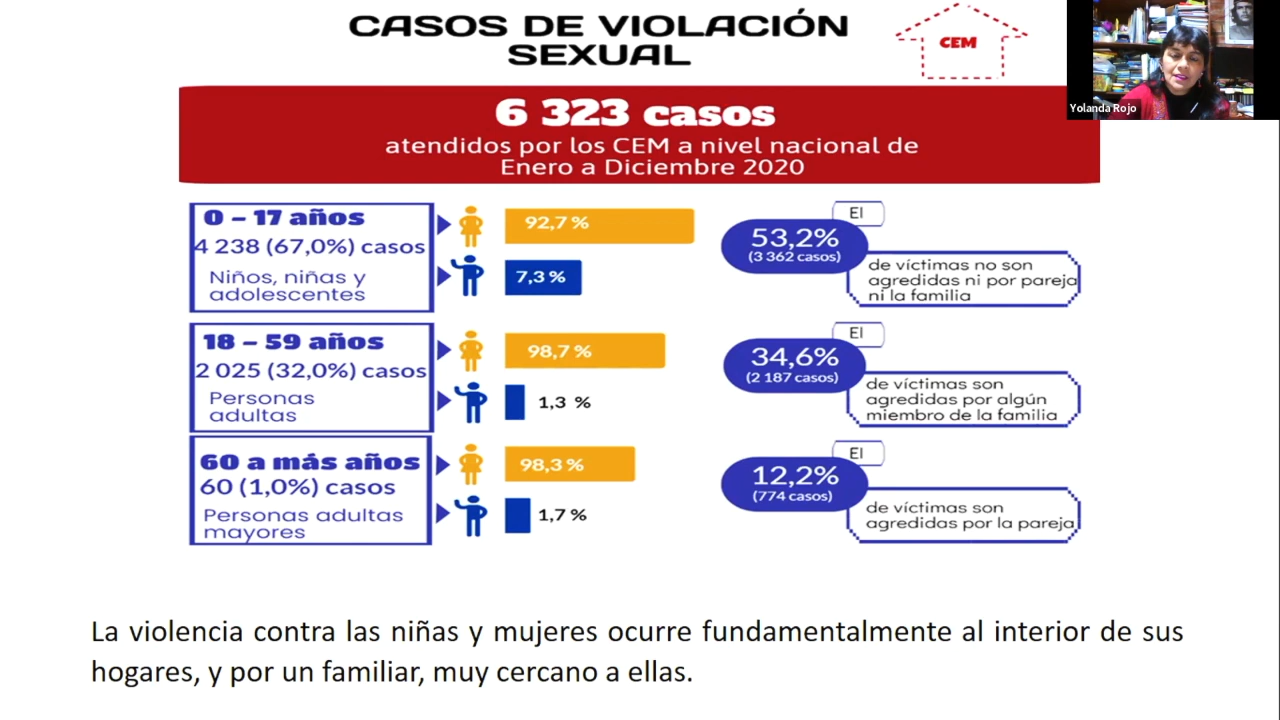 CASOS DE VIOLACIÓN
SEXUAL
CEM
Yolanda Rojo
6 323 casos
atendidos por los CEM a nivel nacional de
Enero a Diciembre 2020
0 – 17 años
4 238 (67,0%) casos
Niños, niñas y
adolescentes
92,7 %
7,3 %
18 – 59 años
2 025 (32,0%) casos
Personas
adultas
98,7 %
1,3 %
60 a más años
60 (1,0%) casos
Personas adultas
mayores
98,3 %
1,7 %
El
53,2%
(3 362 casos)
de víctimas no son
agredidas ni por pareja
ni la familia
El
34,6%
(2 187 casos)
de víctimas son
agredidas por algún
miembro de la familia
El
12,2%
(774 casos)
de víctimas son
agredidas por la pareja
La violencia contra las niñas y mujeres ocurre fundamentalmente al interior de sus
hogares, y por un familiar, muy cercano a ellas.